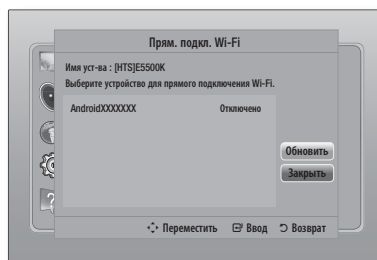 Прям. подкл. Wi-Fi
Имя уст-ва : [HTS]E5500K
Выберите устройство для прямого подключения Wi-Fi.
AndroidXXXXXXX Отключено
Обновить
Закрыть
Переместить Ввод Возврат